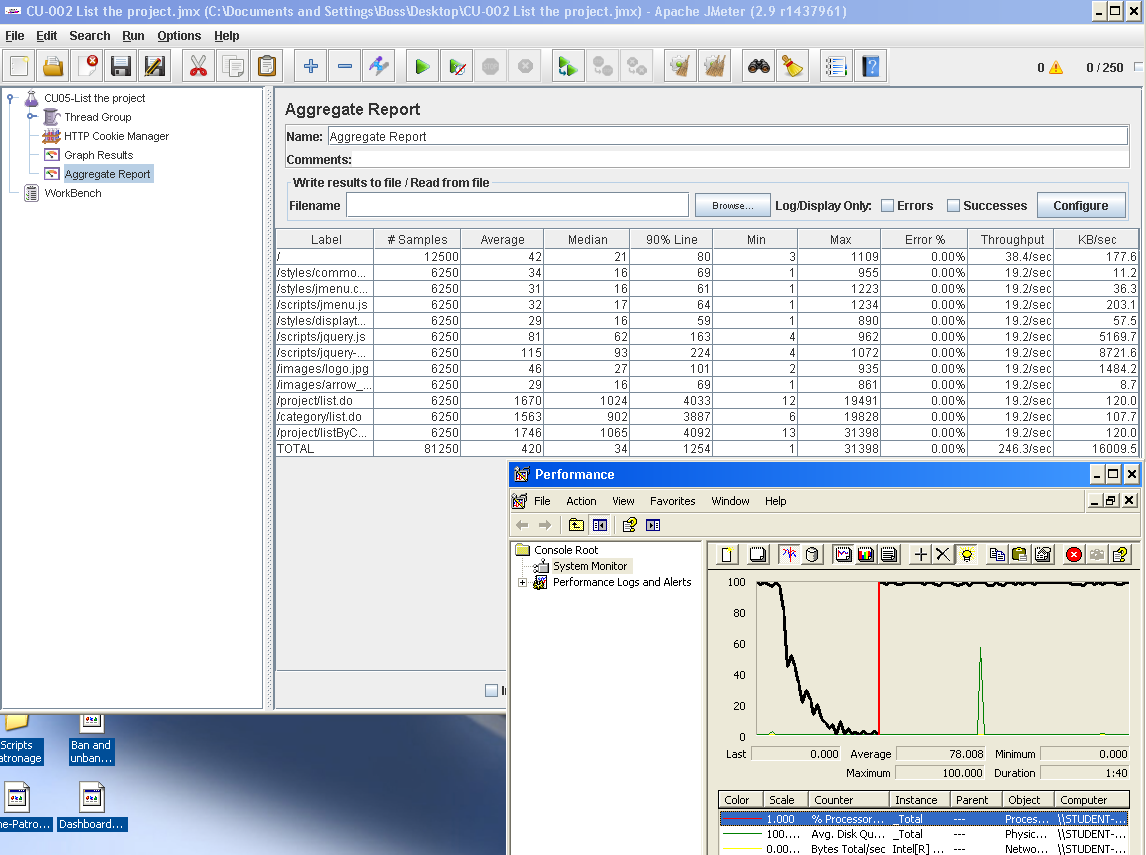 CU-002 List the project.jmx (C:\Documents and Settings\Boss\Desktop\CU-002 List the project.jmx) - Apache JMeter (2.9 r1437961)
File Edit Search Run Options Help
0 0 / 250
CU05-List the project
Thread Group
HTTP Cookie Manager
Graph Results
Aggregate Report
WorkBench
Aggregate Report
Name: Aggregate Report
Comments:
Write results to file / Read from file
Filename Browse... Log/Display Only: Errors Successes Configure
Label # Samples Average Median 90% Line Min Max Error % Throughput KB/sec
/ 12500 42 21 80 3 1109 0.00% 38.4/sec 177.6
/styles/commo... 6250 34 16 69 1 955 0.00% 19.2/sec 11.2
/styles/jmenu.c... 6250 31 16 61 1 1223 0.00% 19.2/sec 36.3
/scripts/jmenu.js 6250 32 17 64 1 1234 0.00% 19.2/sec 203.1
/styles/displayt... 6250 29 16 59 1 890 0.00% 19.2/sec 57.5
/scripts/jquery.js 6250 81 62 163 4 962 0.00% 19.2/sec 5169.7
/scripts/jquery-... 6250 115 93 224 4 1072 0.00% 19.2/sec 8721.6
/images/logo.jpg 6250 46 27 101 2 935 0.00% 19.2/sec 1484.2
/images/arrow_... 6250 29 16 69 1 861 0.00% 19.2/sec 8.7
/project/list.do 6250 1670 1024 4033 12 19491 0.00% 19.2/sec 120.0
/category/list.do 6250 1563 902 3887 6 19828 0.00% 19.2/sec 107.7
/project/listByC... 6250 1746 1065 4092 13 31398 0.00% 19.2/sec 120.0
TOTAL 81250 420 34 1254 1 31398 0.00% 246.3/sec 16009.5
Performance
File Action View Favorites Window Help
Console Root
System Monitor
Performance Logs and Alerts
100
80
60
40
20
0
Last 0.000 Average 78.008 Minimum 0.000
Maximum 100.000 Duration 1:40
Color Scale Counter Instance Parent Object Computer
1.000 % Processor... _Total --- Proces... \\STUDENT-...
100.... Avg. Disk Qu... _Total --- Physic... \\STUDENT-...
0.00... Bytes Total/sec Intel[R] ... --- Netwo... \\STUDENT-...
Scripts
atronage
Ban and
unban...
ne-Patro...
Dashboard...